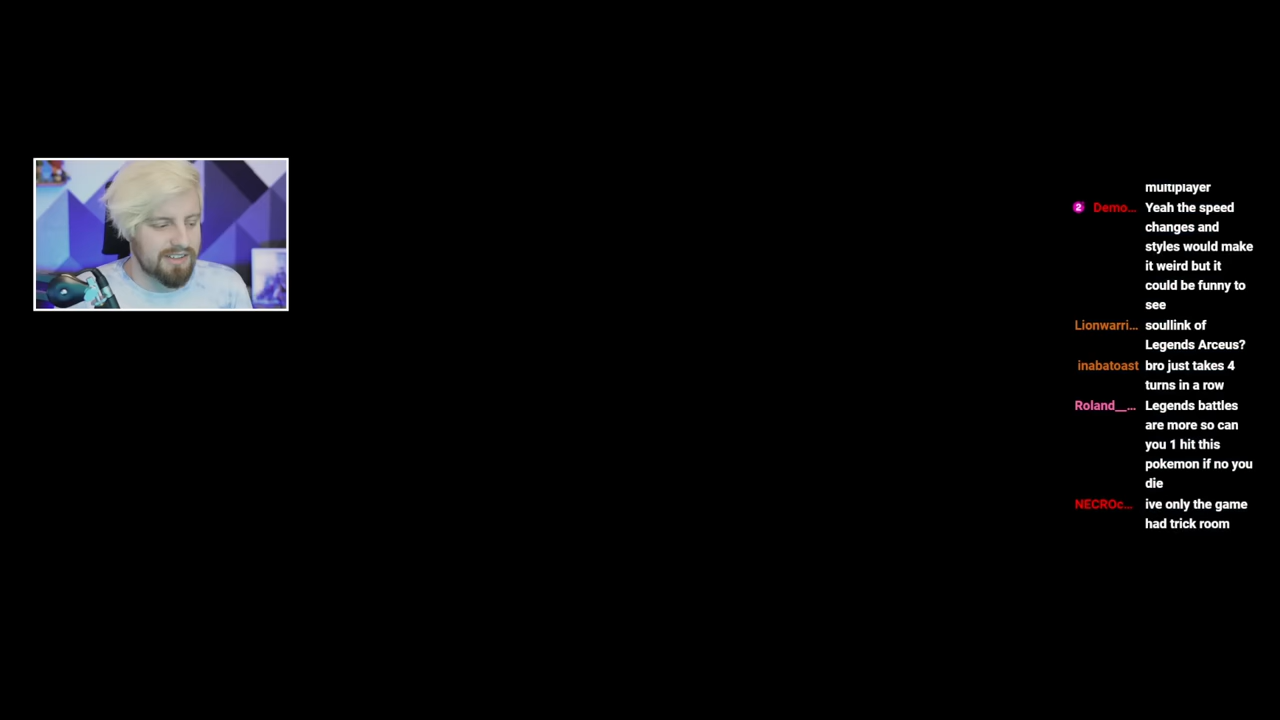 multiplayer
2 Demo... Yeah the speed
changes and
styles would make
it weird but it
could be funny to
see
Lionwarri... soullink of
Legends Arceus?
inabatoast bro just takes 4
turns in a row
Roland__... Legends battles
are more so can
you 1 hit this
pokemon if no you
die
NECROc... ive only the game
had trick room